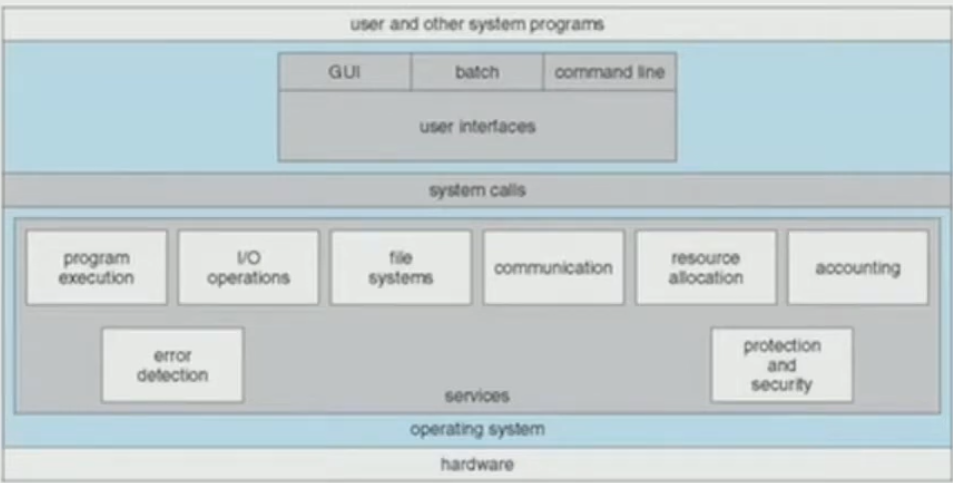 user and other system programs
GUI
batch
command line
user interfaces
system calls
program
execution
I/O
operations
file
systems
communication
resource
allocation
accounting
error
detection
protection
and
security
services
operating system
hardware